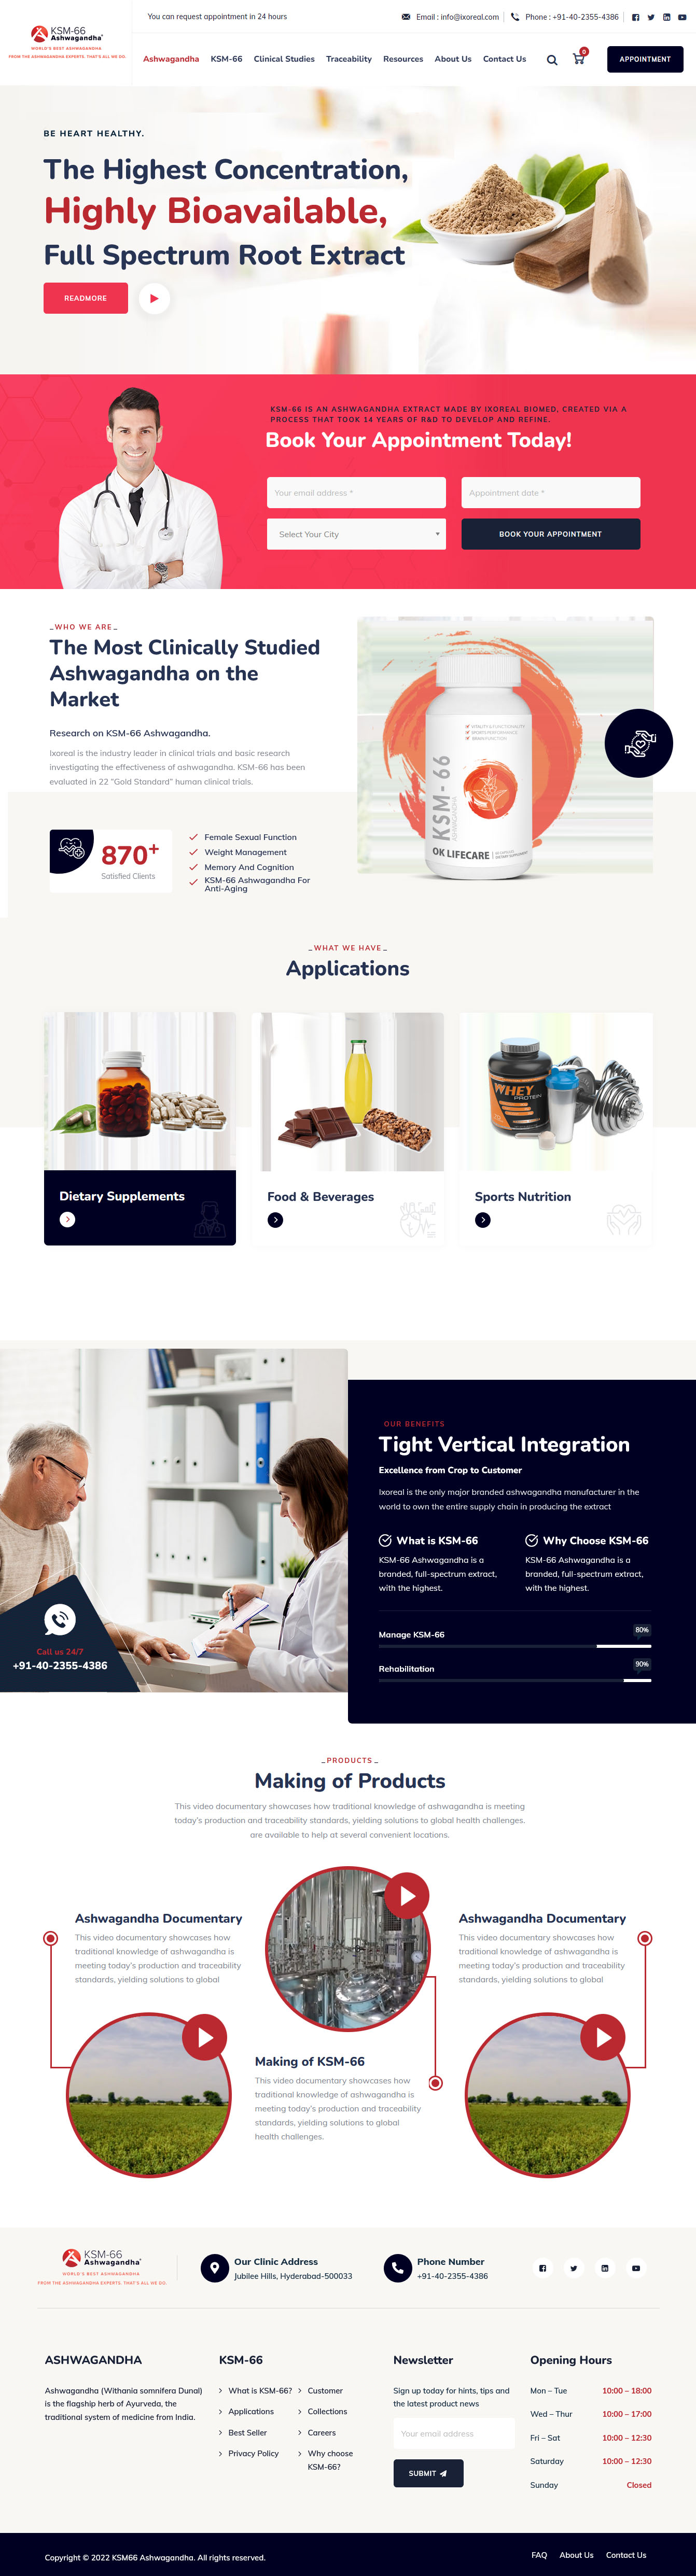 KSM-66
Ashwagandha®
WORLD'S BEST ASHWAGANDHA
FROM THE ASHWAGANDHA EXPERTS. THAT'S ALL WE DO.
You can request appointment in 24 hours
Email : info@ixoreal.com
Phone : +91-40-2355-4386
Ashwagandha KSM-66 Clinical Studies Traceability Resources About Us Contact Us
0
APPOINTMENT
BE HEART HEALTHY.
The Highest Concentration,
Highly Bioavailable,
Full Spectrum Root Extract
READMORE
KSM-66 IS AN ASHWAGANDHA EXTRACT MADE BY IXOREAL BIOMED, CREATED VIA A
PROCESS THAT TOOK 14 YEARS OF R&D TO DEVELOP AND REFINE.
Book Your Appointment Today!
Your email address *
Appointment date *
Select Your City
BOOK YOUR APPOINTMENT
_WHO WE ARE_
The Most Clinically Studied
Ashwagandha on the
Market
Research on KSM-66 Ashwagandha.
Ixoreal is the industry leader in clinical trials and basic research
investigating the effectiveness of ashwagandha. KSM-66 has been
evaluated in 22 “Gold Standard” human clinical trials.
870+
Satisfied Clients
Female Sexual Function
Weight Management
Memory And Cognition
KSM-66 Ashwagandha For
Anti-Aging
VITALITY & FUNCTIONALITY
SPORTS PERFORMANCE
BRAIN FUNCTION
KSM-66
ASHWAGANDHA
OK LIFECARE
_WHAT WE HAVE_
Applications
WHEY
PROTEIN
Dietary Supplements
Food & Beverages
Sports Nutrition
OUR BENEFITS
Tight Vertical Integration
Excellence from Crop to Customer
Ixoreal is the only major branded ashwagandha manufacturer in the
world to own the entire supply chain in producing the extract
What is KSM-66
KSM-66 Ashwagandha is a
branded, full-spectrum extract,
with the highest.
Why Choose KSM-66
KSM-66 Ashwagandha is a
branded, full-spectrum extract,
with the highest.
Manage KSM-66
80%
Rehabilitation
90%
Call us 24/7
+91-40-2355-4386
_PRODUCTS_
Making of Products
This video documentary showcases how traditional knowledge of ashwagandha is meeting
today’s production and traceability standards, yielding solutions to global health challenges.
are available to help at several convenient locations.
Ashwagandha Documentary
This video documentary showcases how
traditional knowledge of ashwagandha is
meeting today’s production and traceability
standards, yielding solutions to global
Making of KSM-66
This video documentary showcases how
traditional knowledge of ashwagandha is
meeting today’s production and traceability
standards, yielding solutions to global
health challenges.
Ashwagandha Documentary
This video documentary showcases how
traditional knowledge of ashwagandha is
meeting today’s production and traceability
standards, yielding solutions to global
KSM-66
Ashwagandha®
WORLD'S BEST ASHWAGANDHA
FROM THE ASHWAGANDHA EXPERTS. THAT'S ALL WE DO.
Our Clinic Address
Jubilee Hills, Hyderabad-500033
Phone Number
+91-40-2355-4386
ASHWAGANDHA
Ashwagandha (Withania somnifera Dunal)
is the flagship herb of Ayurveda, the
traditional system of medicine from India.
KSM-66
What is KSM-66?
Applications
Best Seller
Privacy Policy
Customer
Collections
Careers
Why choose
KSM-66?
Newsletter
Sign up today for hints, tips and
the latest product news
Your email address
SUBMIT
Opening Hours
Mon – Tue 10:00 – 18:00
Wed – Thur 10:00 – 17:00
Fri – Sat 10:00 – 12:30
Saturday 10:00 – 12:30
Sunday Closed
Copyright © 2022 KSM66 Ashwagandha. All rights reserved.
FAQ About Us Contact Us